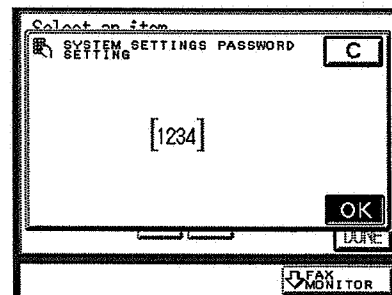 Select an item
SYSTEM SETTINGS PASSWORD
SETTING
C
[1234]
OK
DONE
FAX
MONITOR